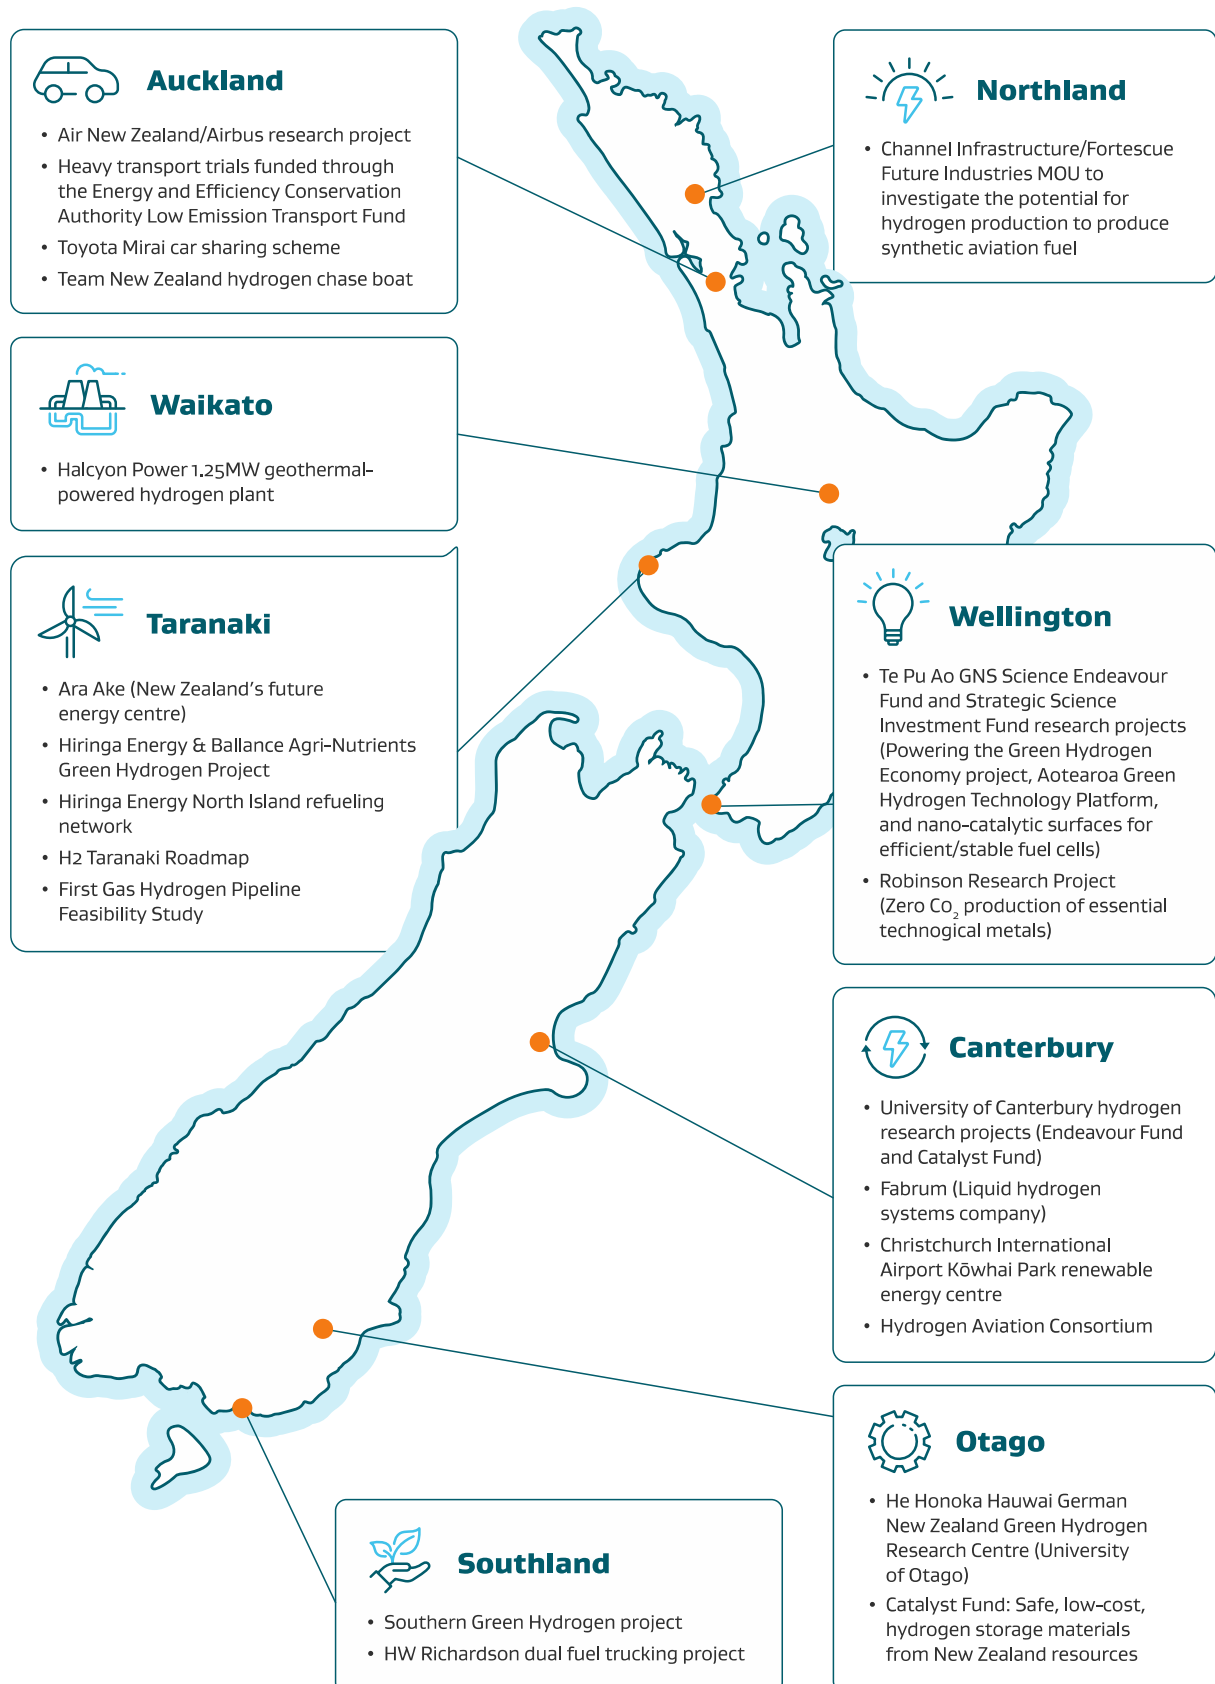 Auckland
• Air New Zealand/Airbus research project
• Heavy transport trials funded through
the Energy and Efficiency Conservation
Authority Low Emission Transport Fund
• Toyota Mirai car sharing scheme
• Team New Zealand hydrogen chase boat
Northland
• Channel Infrastructure/Fortescue
Future Industries MOU to
investigate the potential for
hydrogen production to produce
synthetic aviation fuel
Waikato
• Halcyon Power 1.25MW geothermal-
powered hydrogen plant
Taranaki
• Ara Ake (New Zealand's future
energy centre)
• Hiringa Energy & Ballance Agri-Nutrients
Green Hydrogen Project
• Hiringa Energy North Island refueling
network
• H2 Taranaki Roadmap
• First Gas Hydrogen Pipeline
Feasibility Study
Wellington
• Te Pu Ao GNS Science Endeavour
Fund and Strategic Science
Investment Fund research projects
(Powering the Green Hydrogen
Economy project, Aotearoa Green
Hydrogen Technology Platform,
and nano-catalytic surfaces for
efficient/stable fuel cells)
• Robinson Research Project
(Zero Co₂ production of essential
technogical metals)
Canterbury
• University of Canterbury hydrogen
research projects (Endeavour Fund
and Catalyst Fund)
• Fabrum (Liquid hydrogen
systems company)
• Christchurch International
Airport Kōwhai Park renewable
energy centre
• Hydrogen Aviation Consortium
Otago
• He Honoka Hauwai German
New Zealand Green Hydrogen
Research Centre (University
of Otago)
• Catalyst Fund: Safe, low-cost,
hydrogen storage materials
from New Zealand resources
Southland
• Southern Green Hydrogen project
• HW Richardson dual fuel trucking project